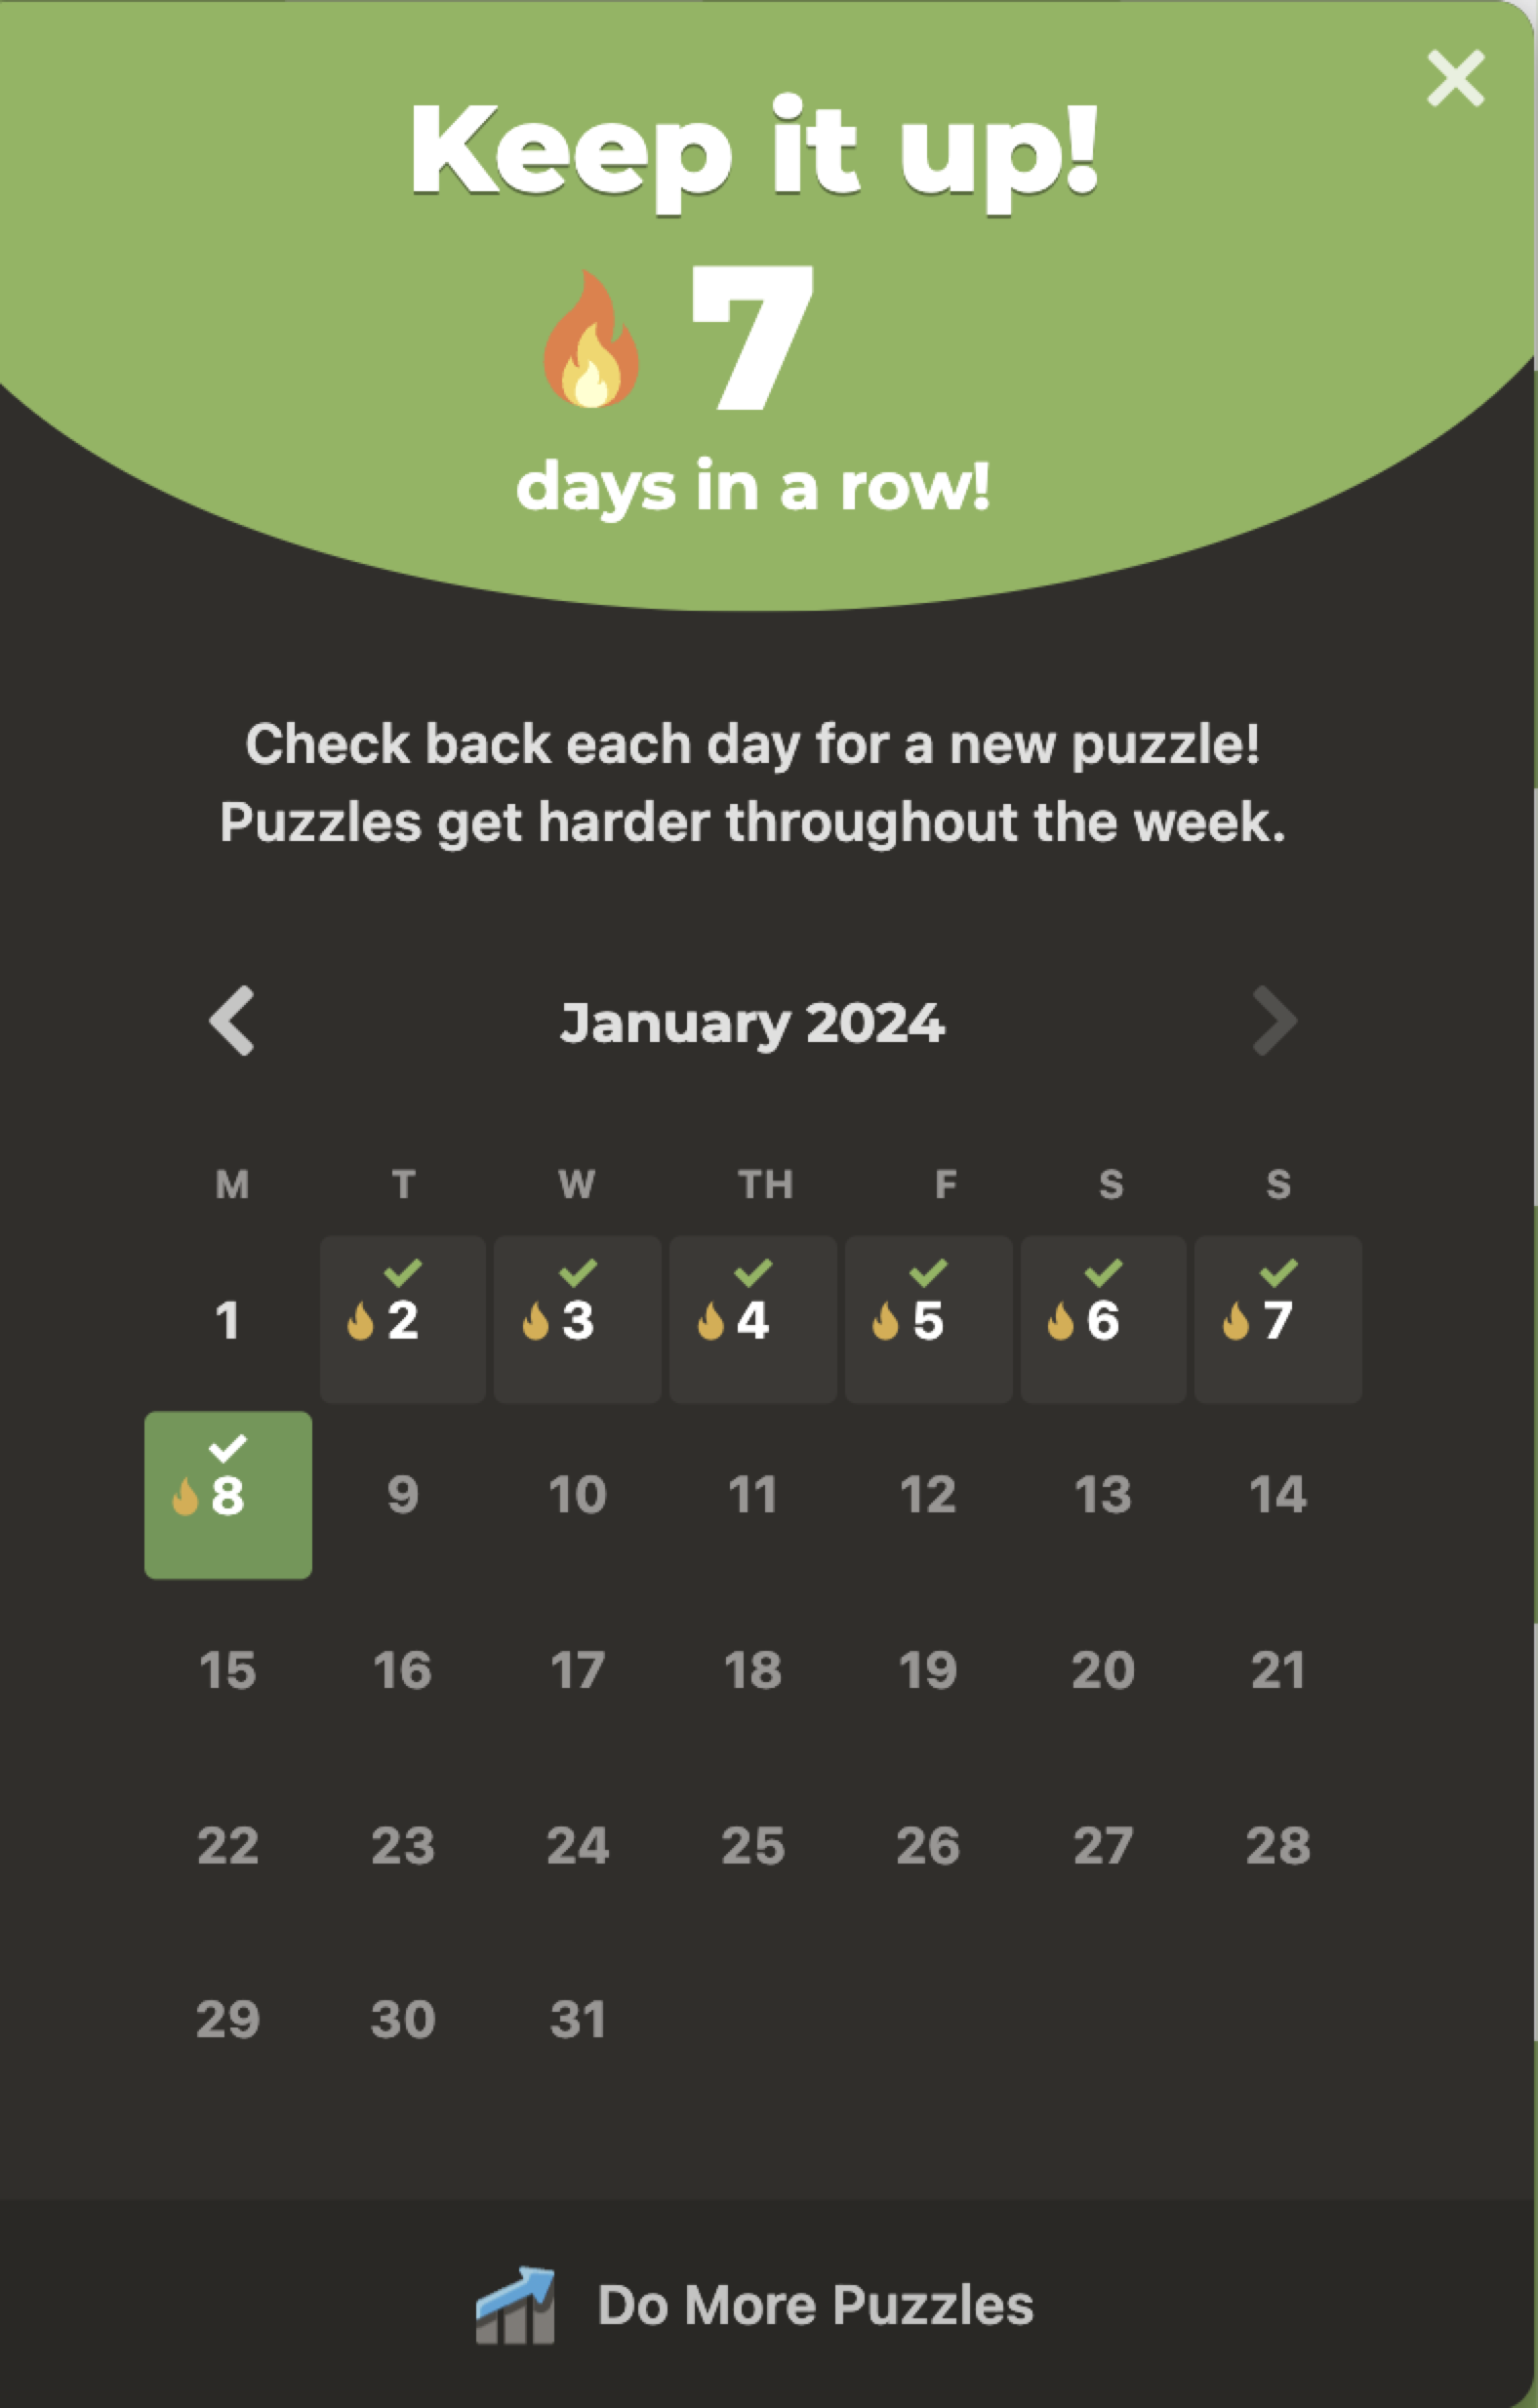 Keep it up!
7
days in a row!
Check back each day for a new puzzle!
Puzzles get harder throughout the week.
January 2024
M T W TH F S S
1 2 3 4 5 6 7
8 9 10 11 12 13 14
15 16 17 18 19 20 21
22 23 24 25 26 27 28
29 30 31
Do More Puzzles